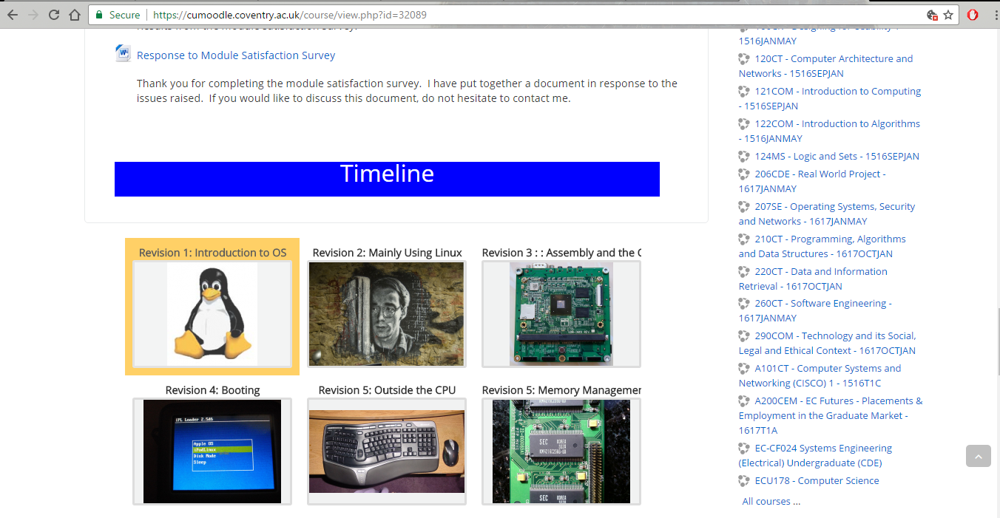 Secure https://cumoodle.coventry.ac.uk/course/view.php?id=32089
Results from the module satisfaction survey.
Response to Module Satisfaction Survey
Thank you for completing the module satisfaction survey. I have put together a document in response to the
issues raised. If you would like to discuss this document, do not hesitate to contact me.
Timeline
Revision 1: Introduction to OS
Revision 2: Mainly Using Linux
Revision 3 : : Assembly and the
Revision 4: Booting
Revision 5: Outside the CPU
Revision 5: Memory Managemen
iPL Loader 2.5d6
Apple OS
iPodLinux
Disk Mode
Sleep
SEC KOREA
SEC KOREA
1516JANMAY
120CT - Computer Architecture and
Networks - 1516SEPJAN
121COM - Introduction to Computing
- 1516SEPJAN
122COM - Introduction to Algorithms
- 1516JANMAY
124MS - Logic and Sets - 1516SEPJAN
206CDE - Real World Project -
1617JANMAY
207SE - Operating Systems, Security
and Networks - 1617JANMAY
210CT - Programming, Algorithms
and Data Structures - 1617OCTJAN
220CT - Data and Information
Retrieval - 1617OCTJAN
260CT - Software Engineering -
1617JANMAY
290COM - Technology and its Social,
Legal and Ethical Context - 1617OCTJAN
A101CT - Computer Systems and
Networking (CISCO) 1 - 1516T1C
A200CEM - EC Futures - Placements &
Employment in the Graduate Market -
1617T1A
EC-CF024 Systems Engineering
(Electrical) Undergraduate (CDE)
ECU178 - Computer Science
All courses ...